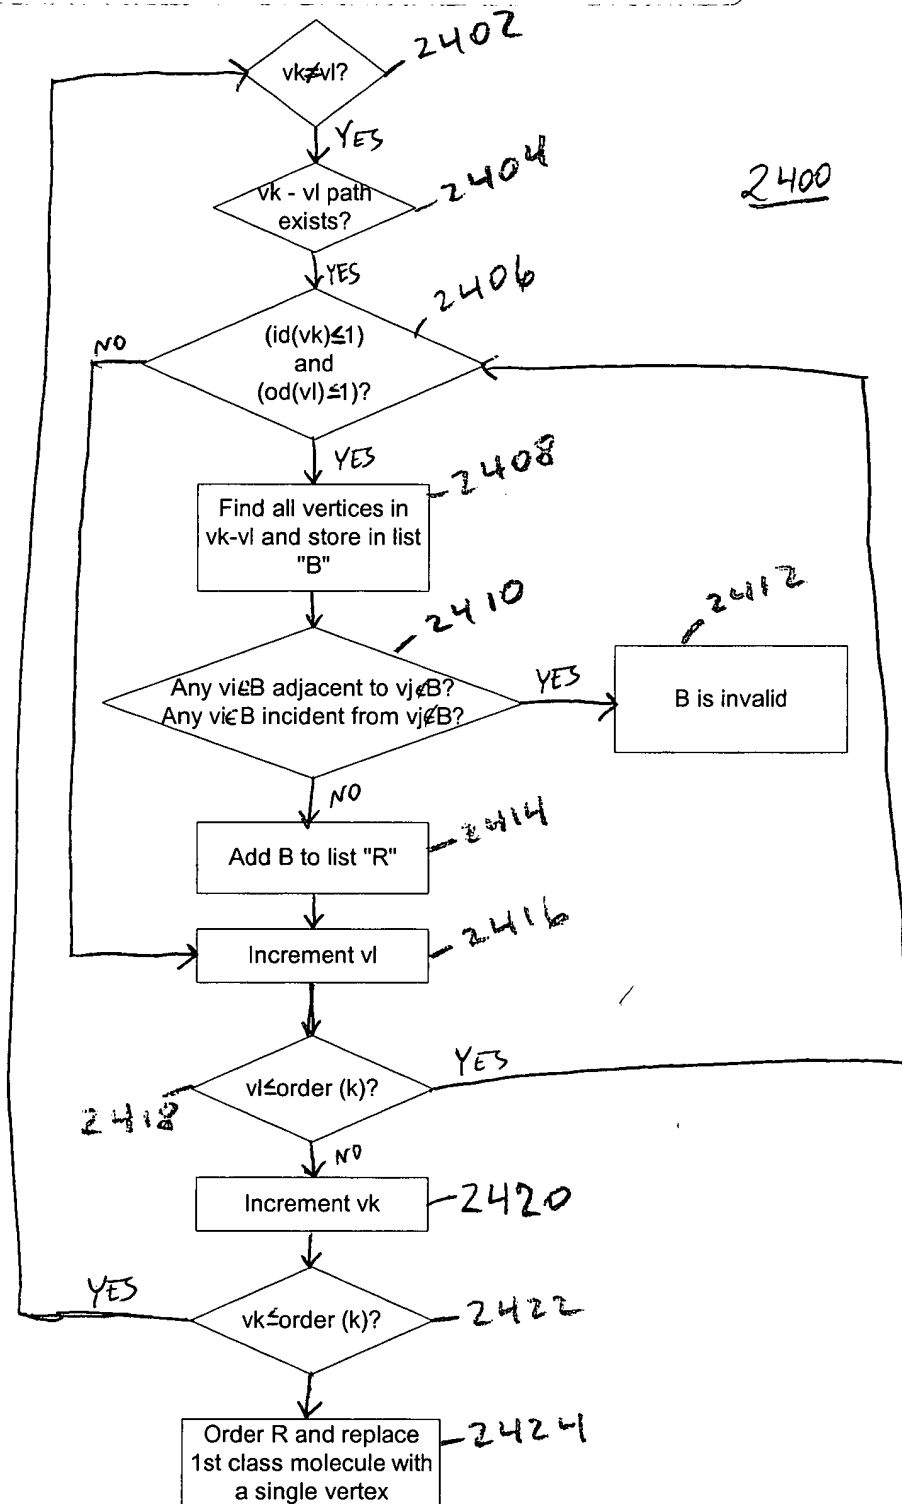 2402
vk≠vl?
YES
2404
vk - vl path
exists?
2400
YES
2406
(id(vk)≤1)
and
(od(vl)≤1)?
NO
YES
2408
Find all vertices in
vk-vl and store in list
"B"
2410
2412
Any vi∈B adjacent to vj∉B?
Any vi∈B incident from vj∉B?
YES
B is invalid
NO
2414
Add B to list "R"
2416
Increment vl
YES
vl≤order (k)?
2418
NO
Increment vk
2420
YES
vk≤order (k)?
2422
Order R and replace
1st class molecule with
a single vertex
2424